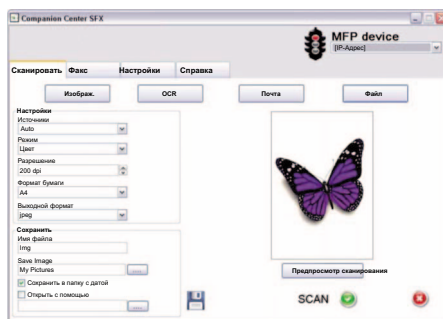 Companion Center SFX
MFP device
[IP-Адрес]
Сканировать Факс Настройки Справка
Изображ. OCR Почта Файл
Настройки
Источники
Auto
Режим
Цвет
Разрешение
200 dpi
Формат бумаги
A4
Выходной формат
jpeg
Сохранить
Имя файла
Img
Save Image
My Pictures
Сохранить в папку с датой
Открыть с помощью
Предпросмотр сканирования
SCAN